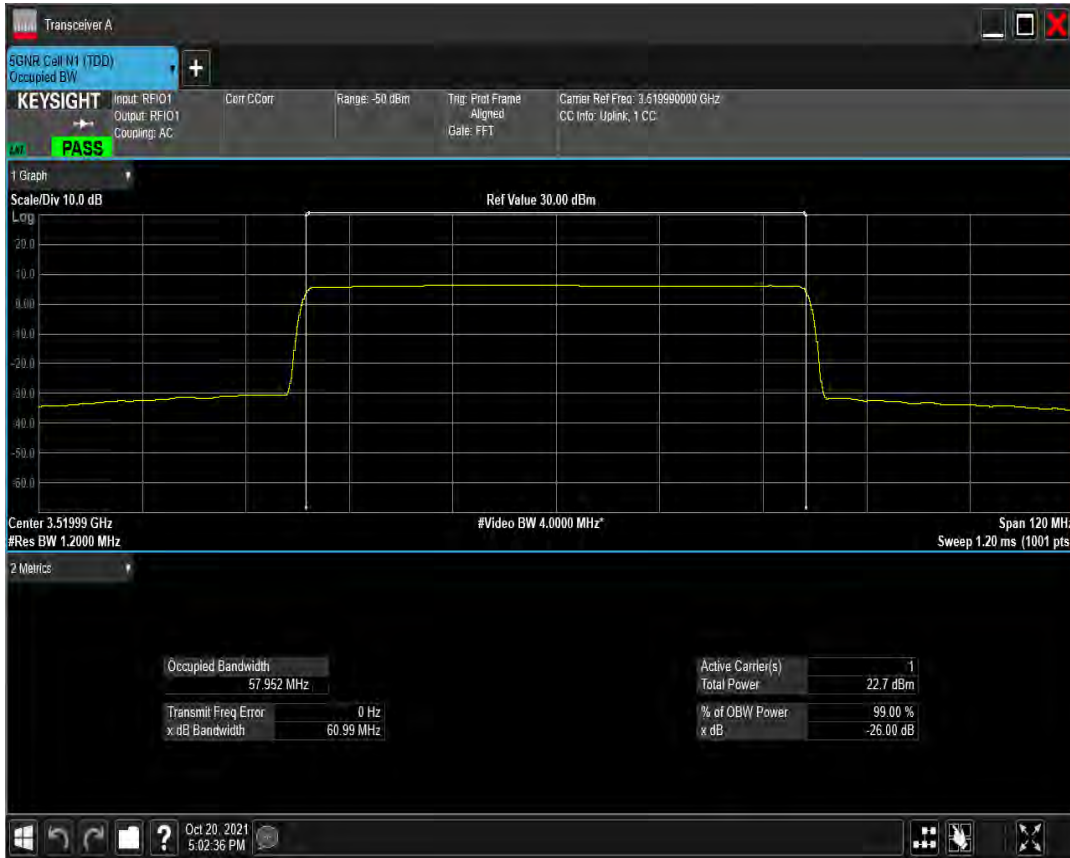 Transceiver A
5GNR Cell N1 (TDD)
Occupied BW
KEYSIGHT
Input: RFIO1
Output: RFIO1
Coupling: AC
Corr CCorr
Range: -50 dBm
Trig: Prot Frame
Aligned
Gate: FFT
Carrier Ref Freq: 3.519990000 GHz
CC Info: Uplink, 1 CC
PASS
1 Graph
Scale/Div 10.0 dB
Ref Value 30.00 dBm
Log
20.0
10.0
0.00
-10.0
-20.0
-30.0
-40.0
-50.0
-60.0
Center 3.51999 GHz
#Video BW 4.0000 MHz*
Span 120 MHz
#Res BW 1.2000 MHz
Sweep 1.20 ms (1001 pts
2 Metrics
Occupied Bandwidth
57.952 MHz
Active Carrier(s) 1
Total Power 22.7 dBm
Transmit Freq Error 0 Hz
x dB Bandwidth 60.99 MHz
% of OBW Power 99.00 %
x dB -26.00 dB
Oct 20, 2021
5:02:36 PM